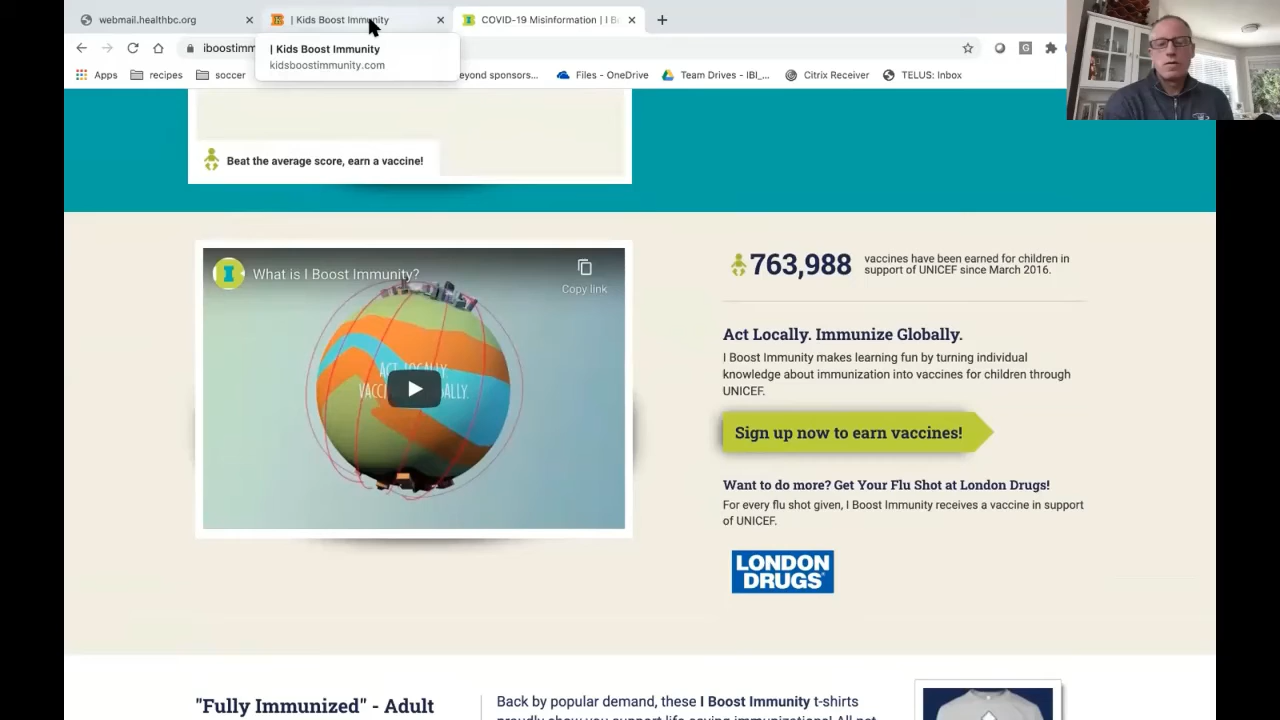 webmail.healthbc.org
| Kids Boost Immunity
COVID-19 Misinformation | I B
iboostimm
| Kids Boost Immunity
kidsboostimmunity.com
Apps
recipes
soccer
eyond sponsors...
Files - OneDrive
Team Drives - IBI_...
Citrix Receiver
TELUS: Inbox
Beat the average score, earn a vaccine!
What is I Boost Immunity?
Copy link
ACT LOCALLY.
VACC GLOBALLY.
763,988
vaccines have been earned for children in
support of UNICEF since March 2016.
Act Locally. Immunize Globally.
I Boost Immunity makes learning fun by turning individual
knowledge about immunization into vaccines for children through
UNICEF.
Sign up now to earn vaccines!
Want to do more? Get Your Flu Shot at London Drugs!
For every flu shot given, I Boost Immunity receives a vaccine in support
of UNICEF.
LONDON
DRUGS
"Fully Immunized" - Adult
Back by popular demand, these I Boost Immunity t-shirts